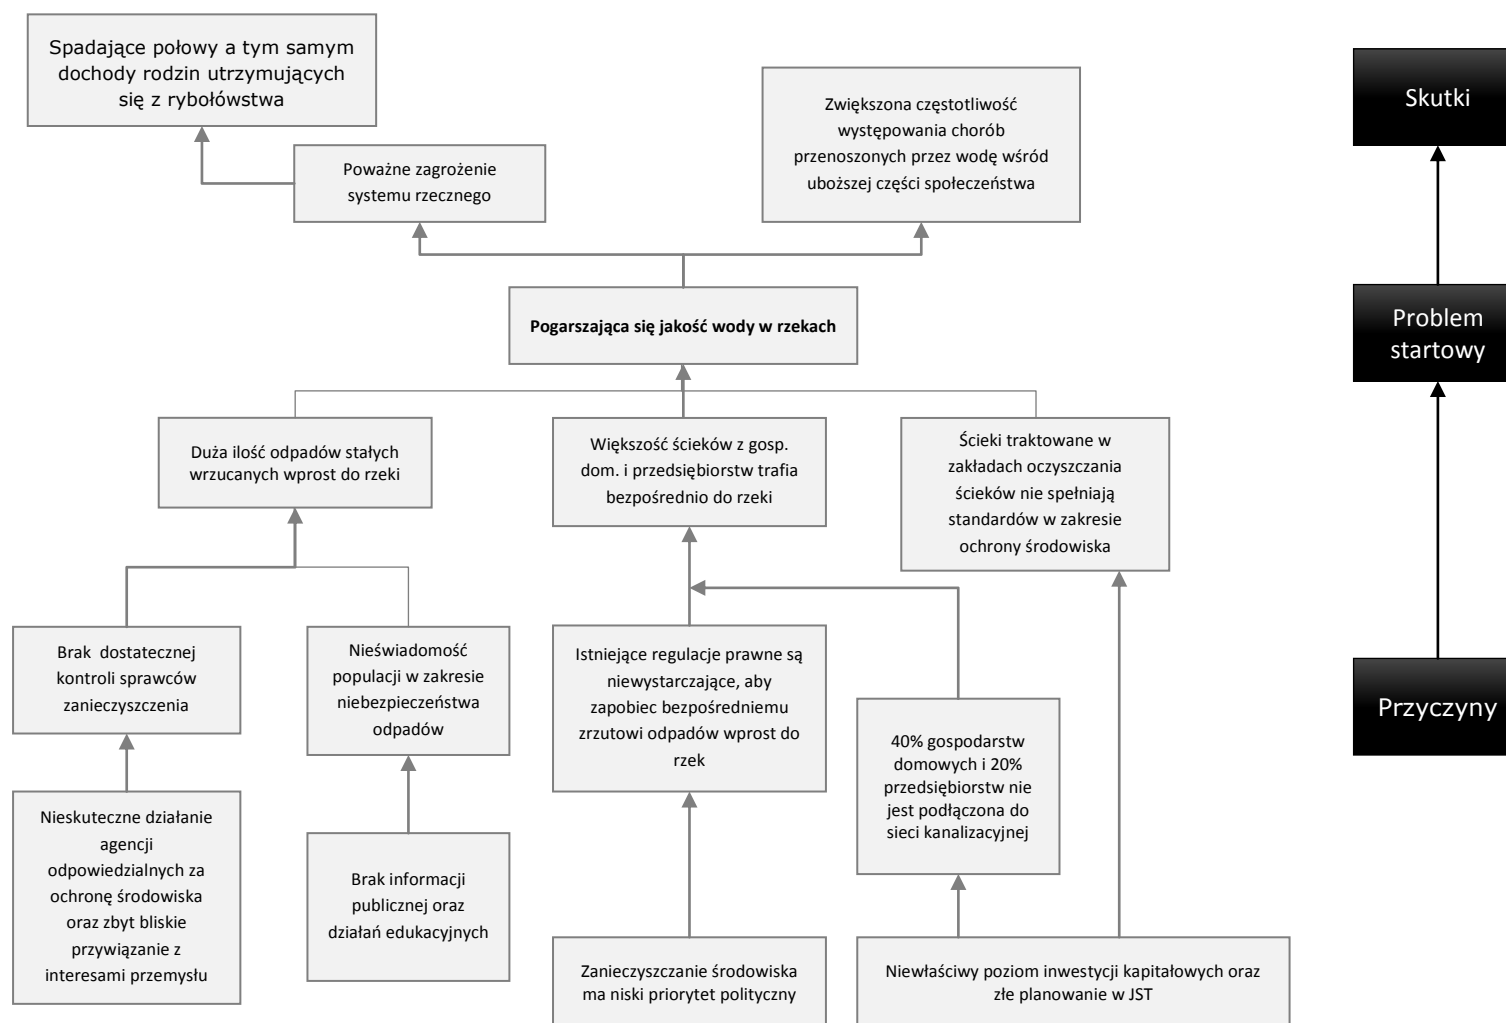 Spadające połowy a tym samym
dochody rodzin utrzymujących
się z rybołówstwa
Zwiększona częstotliwość
występowania chorób
przenoszonych przez wodę wśród
uboższej części społeczeństwa
Skutki
Poważne zagrożenie
systemu rzecznego
Pogarszająca się jakość wody w rzekach
Problem
startowy
Duża ilość odpadów stałych
wrzucanych wprost do rzeki
Większość ścieków z gosp.
dom. i przedsiębiorstw trafia
bezpośrednio do rzeki
Ścieki traktowane w
zakładach oczyszczania
ścieków nie spełniają
standardów w zakresie
ochrony środowiska
Brak dostatecznej
kontroli sprawców
zanieczyszczenia
Nieświadomość
populacji w zakresie
niebezpieczeństwa
odpadów
Istniejące regulacje prawne są
niewystarczające, aby
zapobiec bezpośredniemu
zrzutowi odpadów wprost do
rzek
40% gospodarstw
domowych i 20%
przedsiębiorstw nie
jest podłączona do
sieci kanalizacyjnej
Przyczyny
Nieskuteczne działanie
agencji
odpowiedzialnych za
ochronę środowiska
oraz zbyt bliskie
przywiązanie z
interesami przemysłu
Brak informacji
publicznej oraz
działań edukacyjnych
Zanieczyszczanie środowiska
ma niski priorytet polityczny
Niewłaściwy poziom inwestycji kapitałowych oraz
złe planowanie w JST